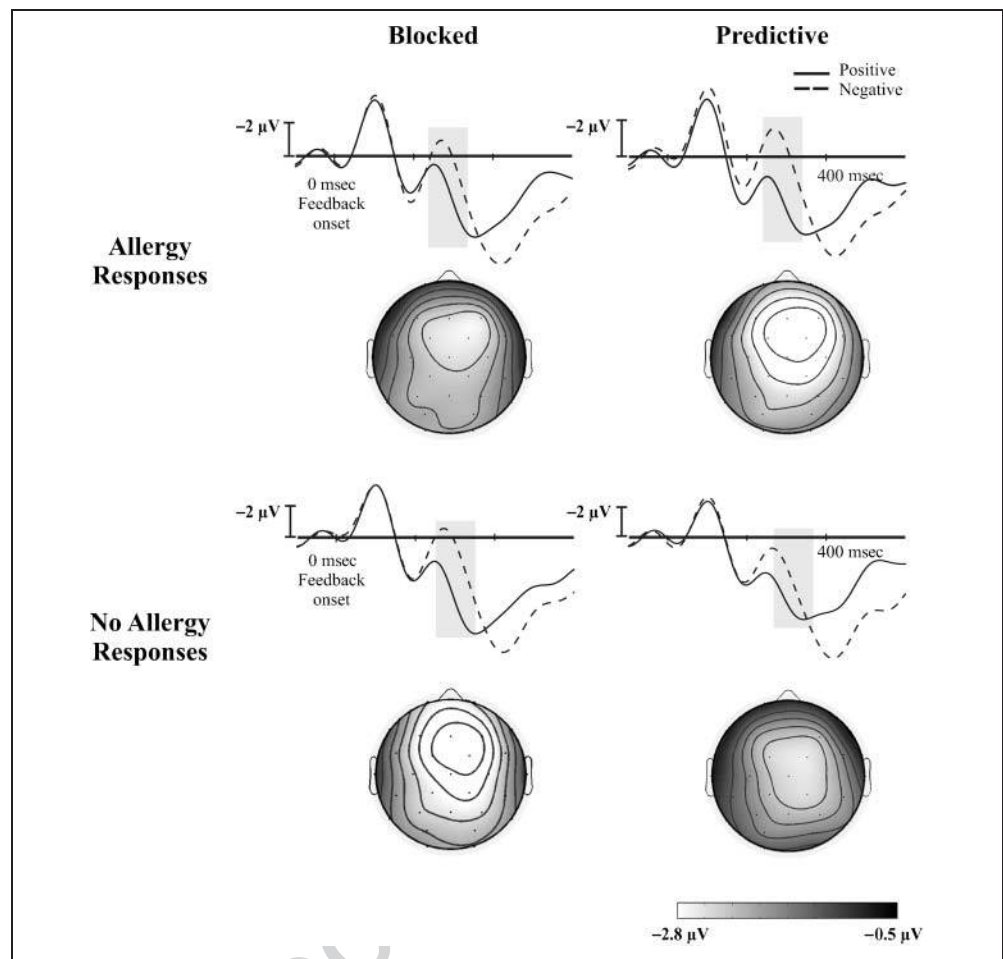 Blocked
Predictive
Positive
Negative
−2 μV
−2 μV
0 msec
Feedback
onset
400 msec
Allergy
Responses
−2 μV
−2 μV
0 msec
Feedback
onset
400 msec
No Allergy
Responses
−2.8 μV
−0.5 μV